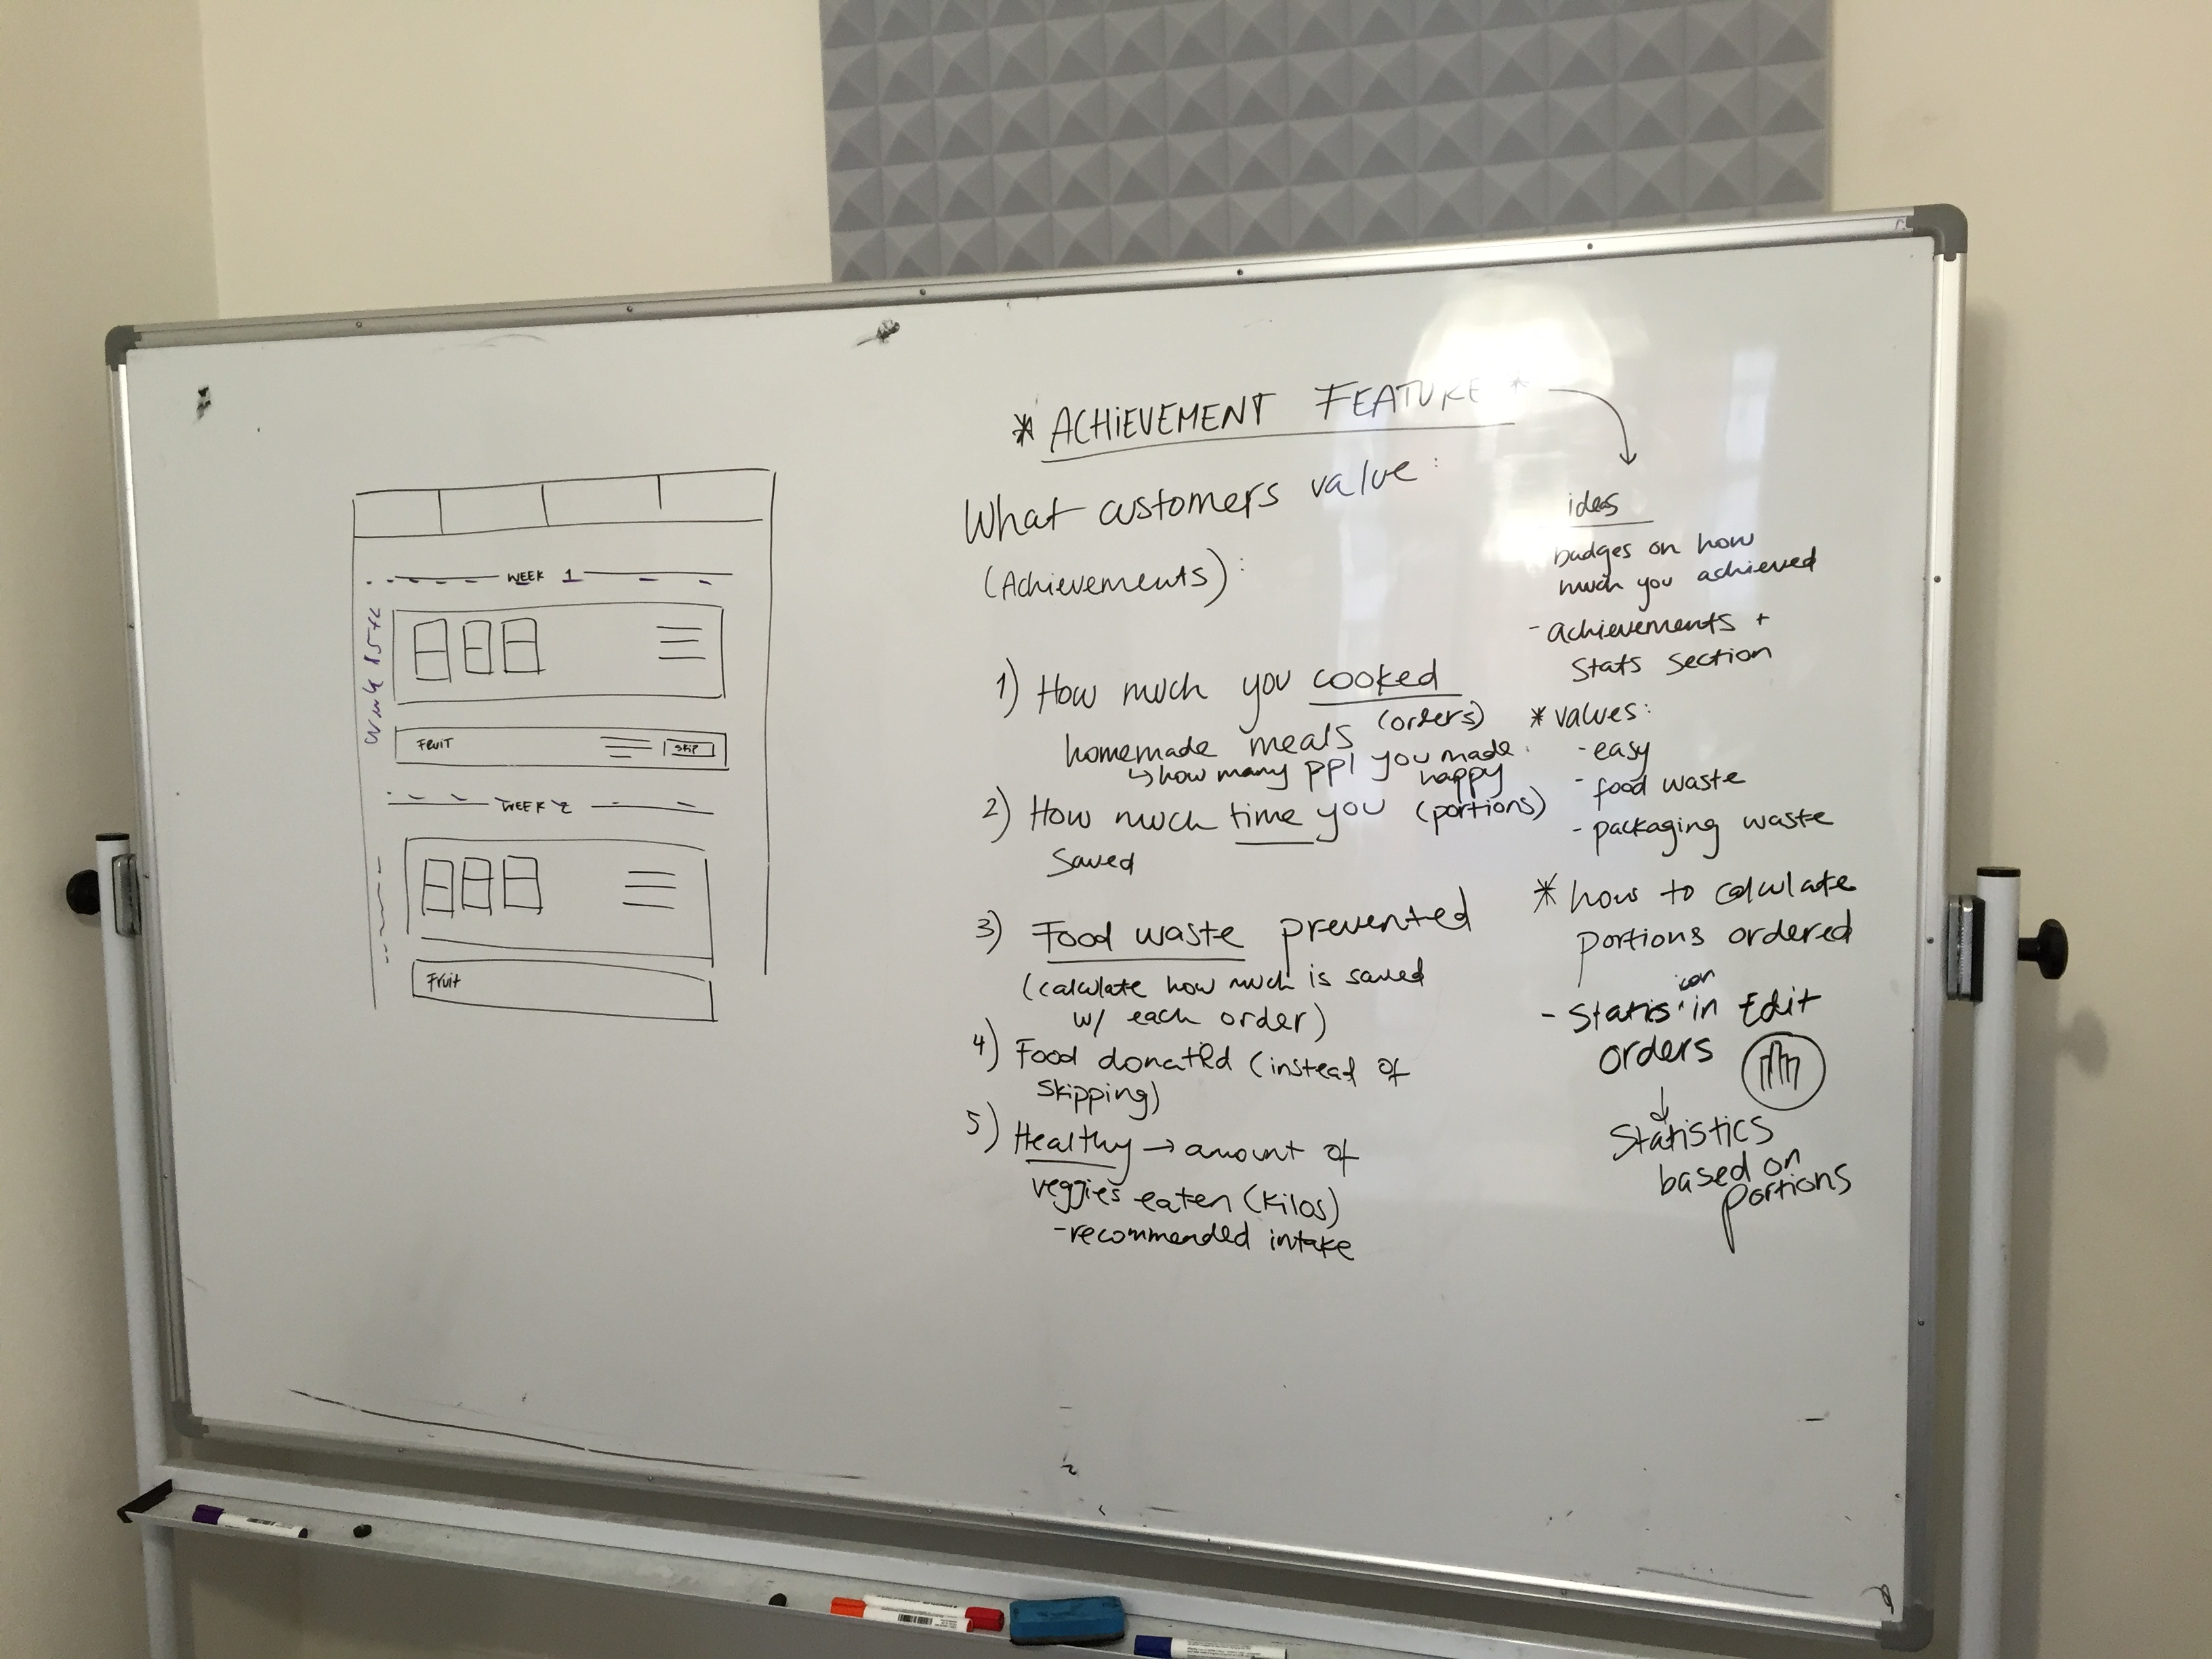 WEEK 1
FRUIT
SKIP
WEEK 2
Fruit
* ACHiEVEMENT FEATURE *
What customers value:
(Achievements):
1) How much you cooked
homemade meals (orders)
↳ how many ppl you made
happy
2) How much time you (portions)
saved
3) Food waste prevented
(calculate how much is saved
w/ each order)
4) Food donated (instead of
skipping)
5) Healthy → amount of
veggies eaten (kilos)
- recommended intake
ideas
badges on how
much you achieved
- achievements +
stats section
* values:
- easy
- food waste
- packaging waste
* how to calculate
portions ordered
icon
- Statis in Edit
orders
Statistics
based on
portions